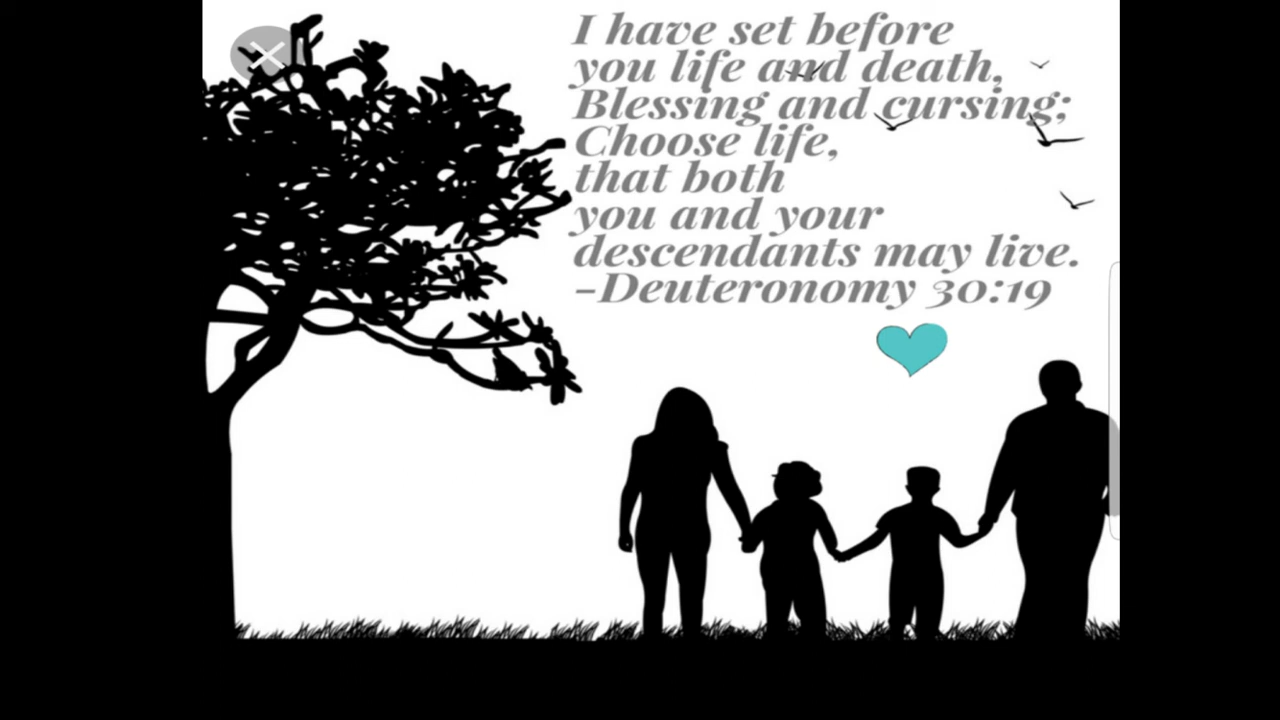 I have set before
you life and death,
Blessing and cursing;
Choose life,
that both
you and your
descendants may live.
-Deuteronomy 30:19